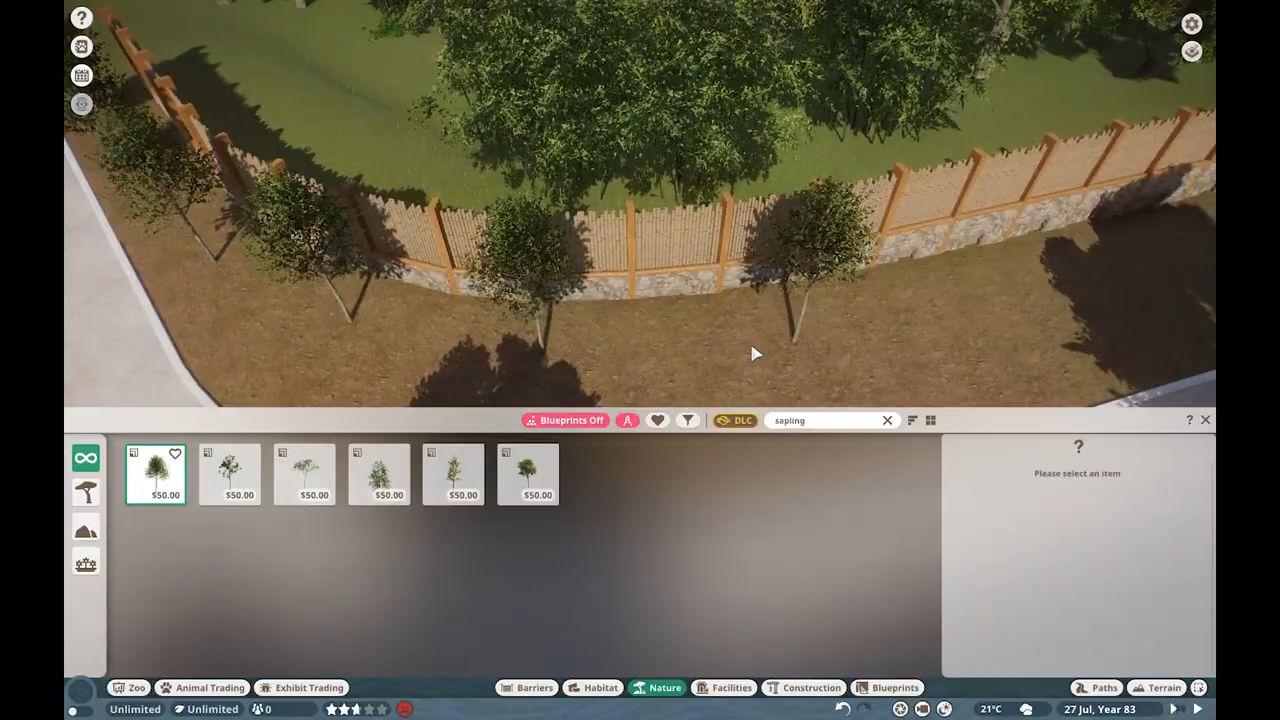 ?
Blueprints Off
DLC
sapling
?
$50.00
$50.00
$50.00
$50.00
$50.00
$50.00
?
Please select an item
Zoo
Animal Trading
Exhibit Trading
Barriers
Habitat
Nature
Facilities
Construction
Blueprints
Paths
Terrain
Unlimited
Unlimited
0
21°C
27 Jul, Year 83